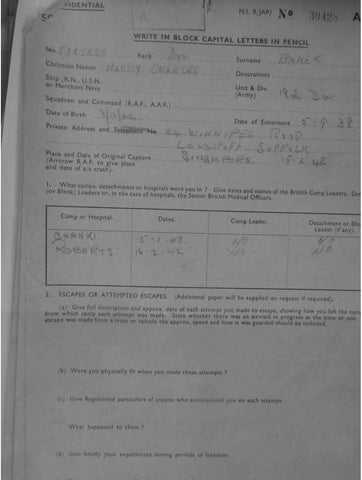 IDENTIAL
A
M.I. 9/JAP/ No 30428 A
WRITE IN BLOCK CAPITAL LETTERS IN PENCIL
No. Rank Surname BAKER
Christian Names HARRY CHARLES Decorations
Ship (R.N., U.S.N. or Merchant Navy Unit & Div. (Army)
Squadron and Command (R.A.F., A.A.F.)
Date of Birth Date of Enlistment 5-9-38
Private Address and Telephone No. 24 WINNIPEG ROAD
LOWESTOFT SUFFOLK
Place and Date of Original Capture SINGAPORE. 15-2-42
(Aircrew R.A.F. to give place
and date of a/c crash).
1. What camps, detachments or hospitals were you in ? Give dates and names of the British Camp Leaders,
(or Block) Leaders or, in case of the hospitals, the Senior British Medical Officers.
Camp or Hospital. Dates. Camp Leader. Detachment or Block Leader (if any).
CHANGI NO NO
ROBERTS NO NO
2. ESCAPES OR ATTEMPTED ESCAPES. (Additional paper will be supplied on request if required).
(a) Give full description and approx. date of each attempt you made to escape, showing how you left the camp
from which camp each attempt was made. State whether there was an air-raid in progress at the time or not.
escape was made from a train or vehicle the approx. speed and how it was guarded should be included.
(b) Were you physically fit when you made these attempts ?
(c) Give Regimental particulars of anyone who accompanied you on each attempt.
What happened to them ?
(d) Give briefly your experiences during periods of freedom.